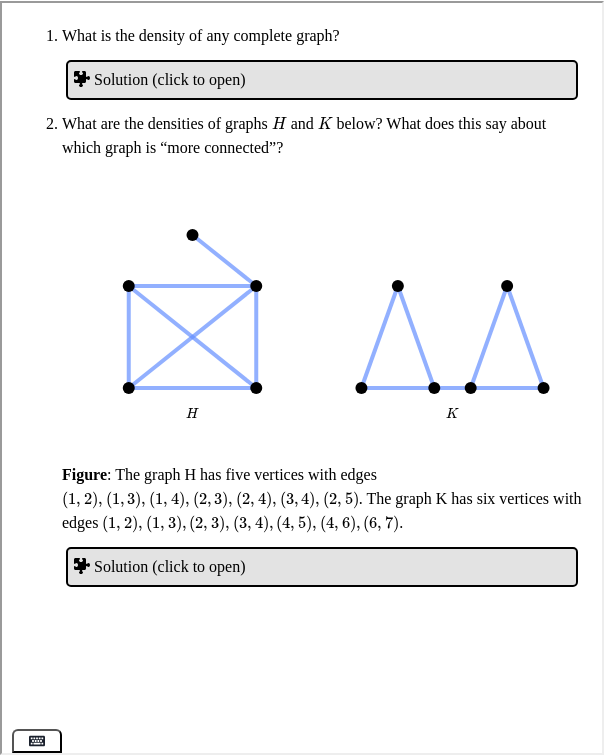 1. What is the density of any complete graph?
Solution (click to open)
2. What are the densities of graphs H and K below? What does this say about
which graph is “more connected”?
H
K
Figure: The graph H has five vertices with edges
(1, 2), (1, 3), (1, 4), (2, 3), (2, 4), (3, 4), (2, 5). The graph K has six vertices with
edges (1, 2), (1, 3), (2, 3), (3, 4), (4, 5), (4, 6), (6, 7).
Solution (click to open)